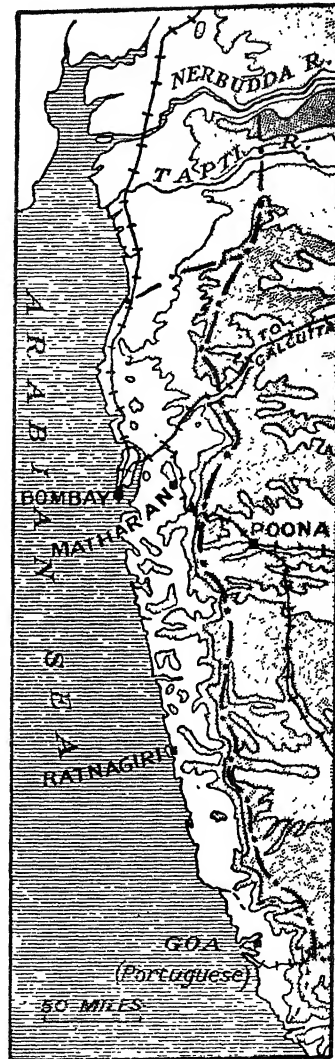 NERBUDDA R.
TAPTI R.
TO
CALCUTTA
ARABIAN SEA
BOMBAY
MATHARAN
POONA
RATNAGIRI
GOA
(Portuguese)
50 MILES